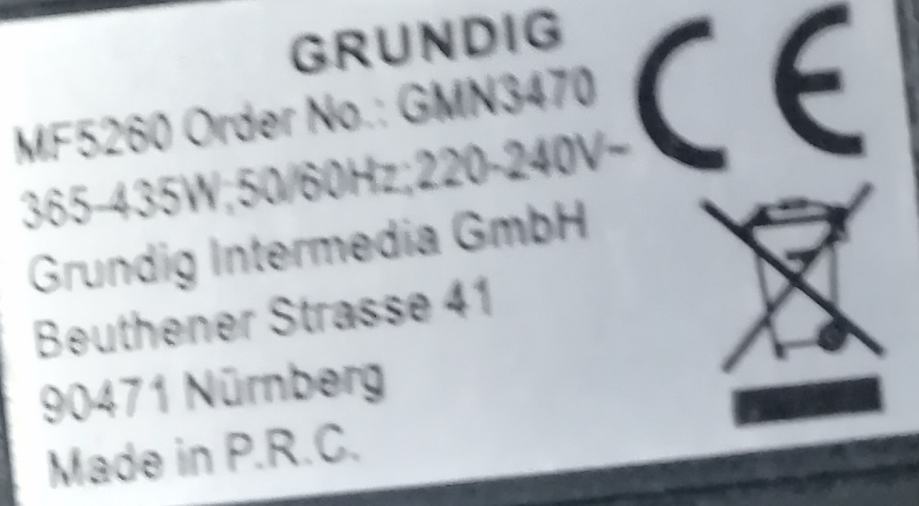 GRUNDIG
MF5260 Order No.: GMN3470
365-435W;50/60Hz;220-240V~
Grundig Intermedia GmbH
Beuthener Strasse 41
90471 Nürnberg
Made in P.R.C.
CE